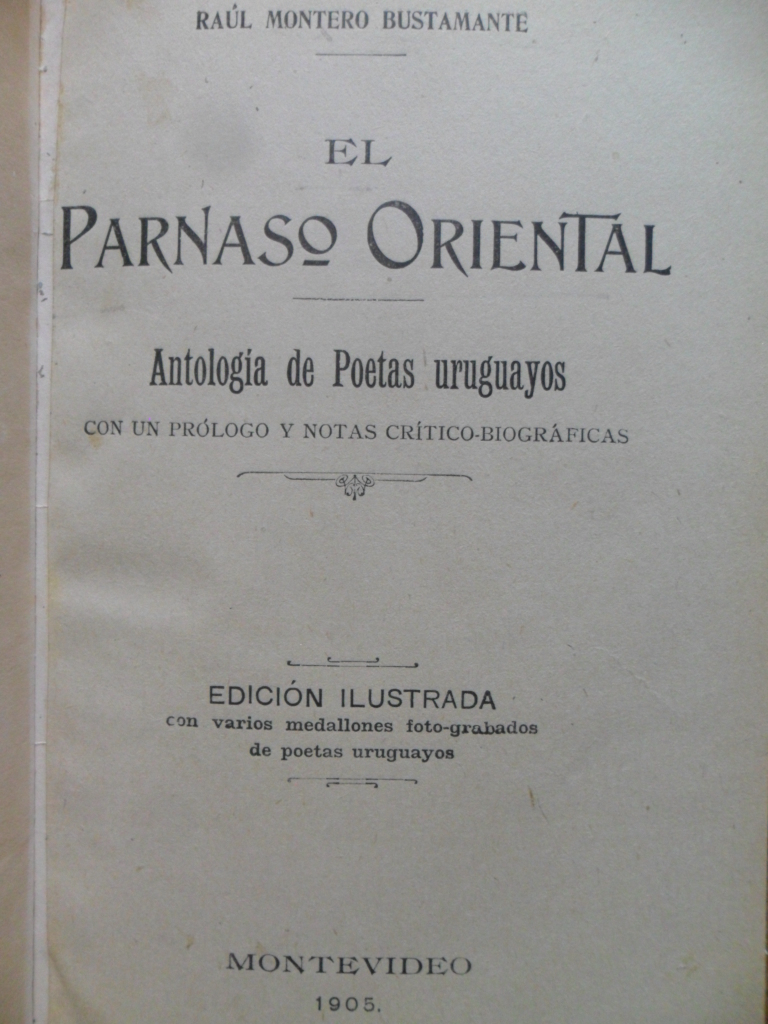 RAÚL MONTERO BUSTAMANTE
EL
PARNASO ORIENTAL
Antología de Poetas uruguayos
CON UN PRÓLOGO Y NOTAS CRÍTICO-BIOGRÁFICAS
EDICIÓN ILUSTRADA
con varios medallones foto-grabados
de poetas uruguayos
MONTEVIDEO
1905.